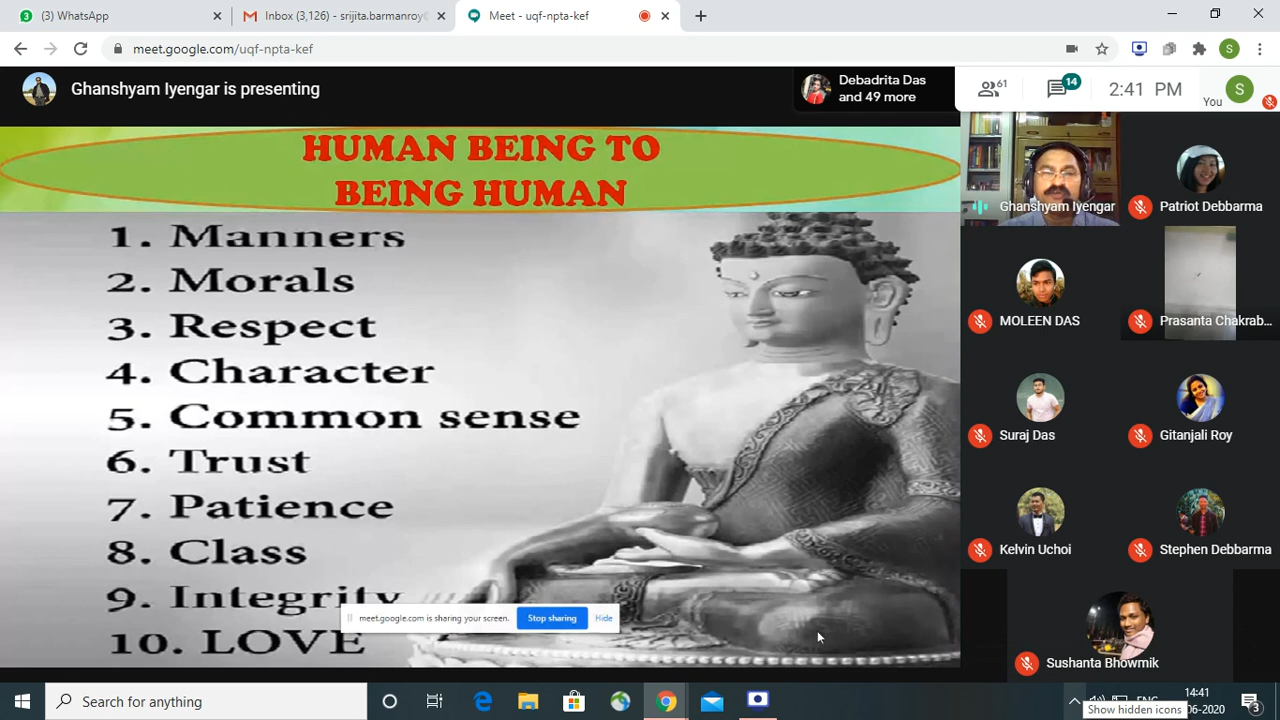 (3) WhatsApp
Inbox (3,126) - srijita.barmanroy@
Meet - uqf-npta-kef
meet.google.com/uqf-npta-kef
S
Ghanshyam Iyengar is presenting
Debadrita Das
and 49 more
61
14
2:41 PM
You
S
HUMAN BEING TO
BEING HUMAN
1. Manners
2. Morals
3. Respect
4. Character
5. Common sense
6. Trust
7. Patience
8. Class
9. Integrity
10. LOVE
meet.google.com is sharing your screen.
Stop sharing
Hide
Ghanshyam Iyengar
Patriot Debbarma
MOLEEN DAS
Prasanta Chakrab...
Suraj Das
Gitanjali Roy
Kelvin Uchoi
Stephen Debbarma
Sushanta Bhowmik
Search for anything
ENG
14:41
06-2020
3
Show hidden icons